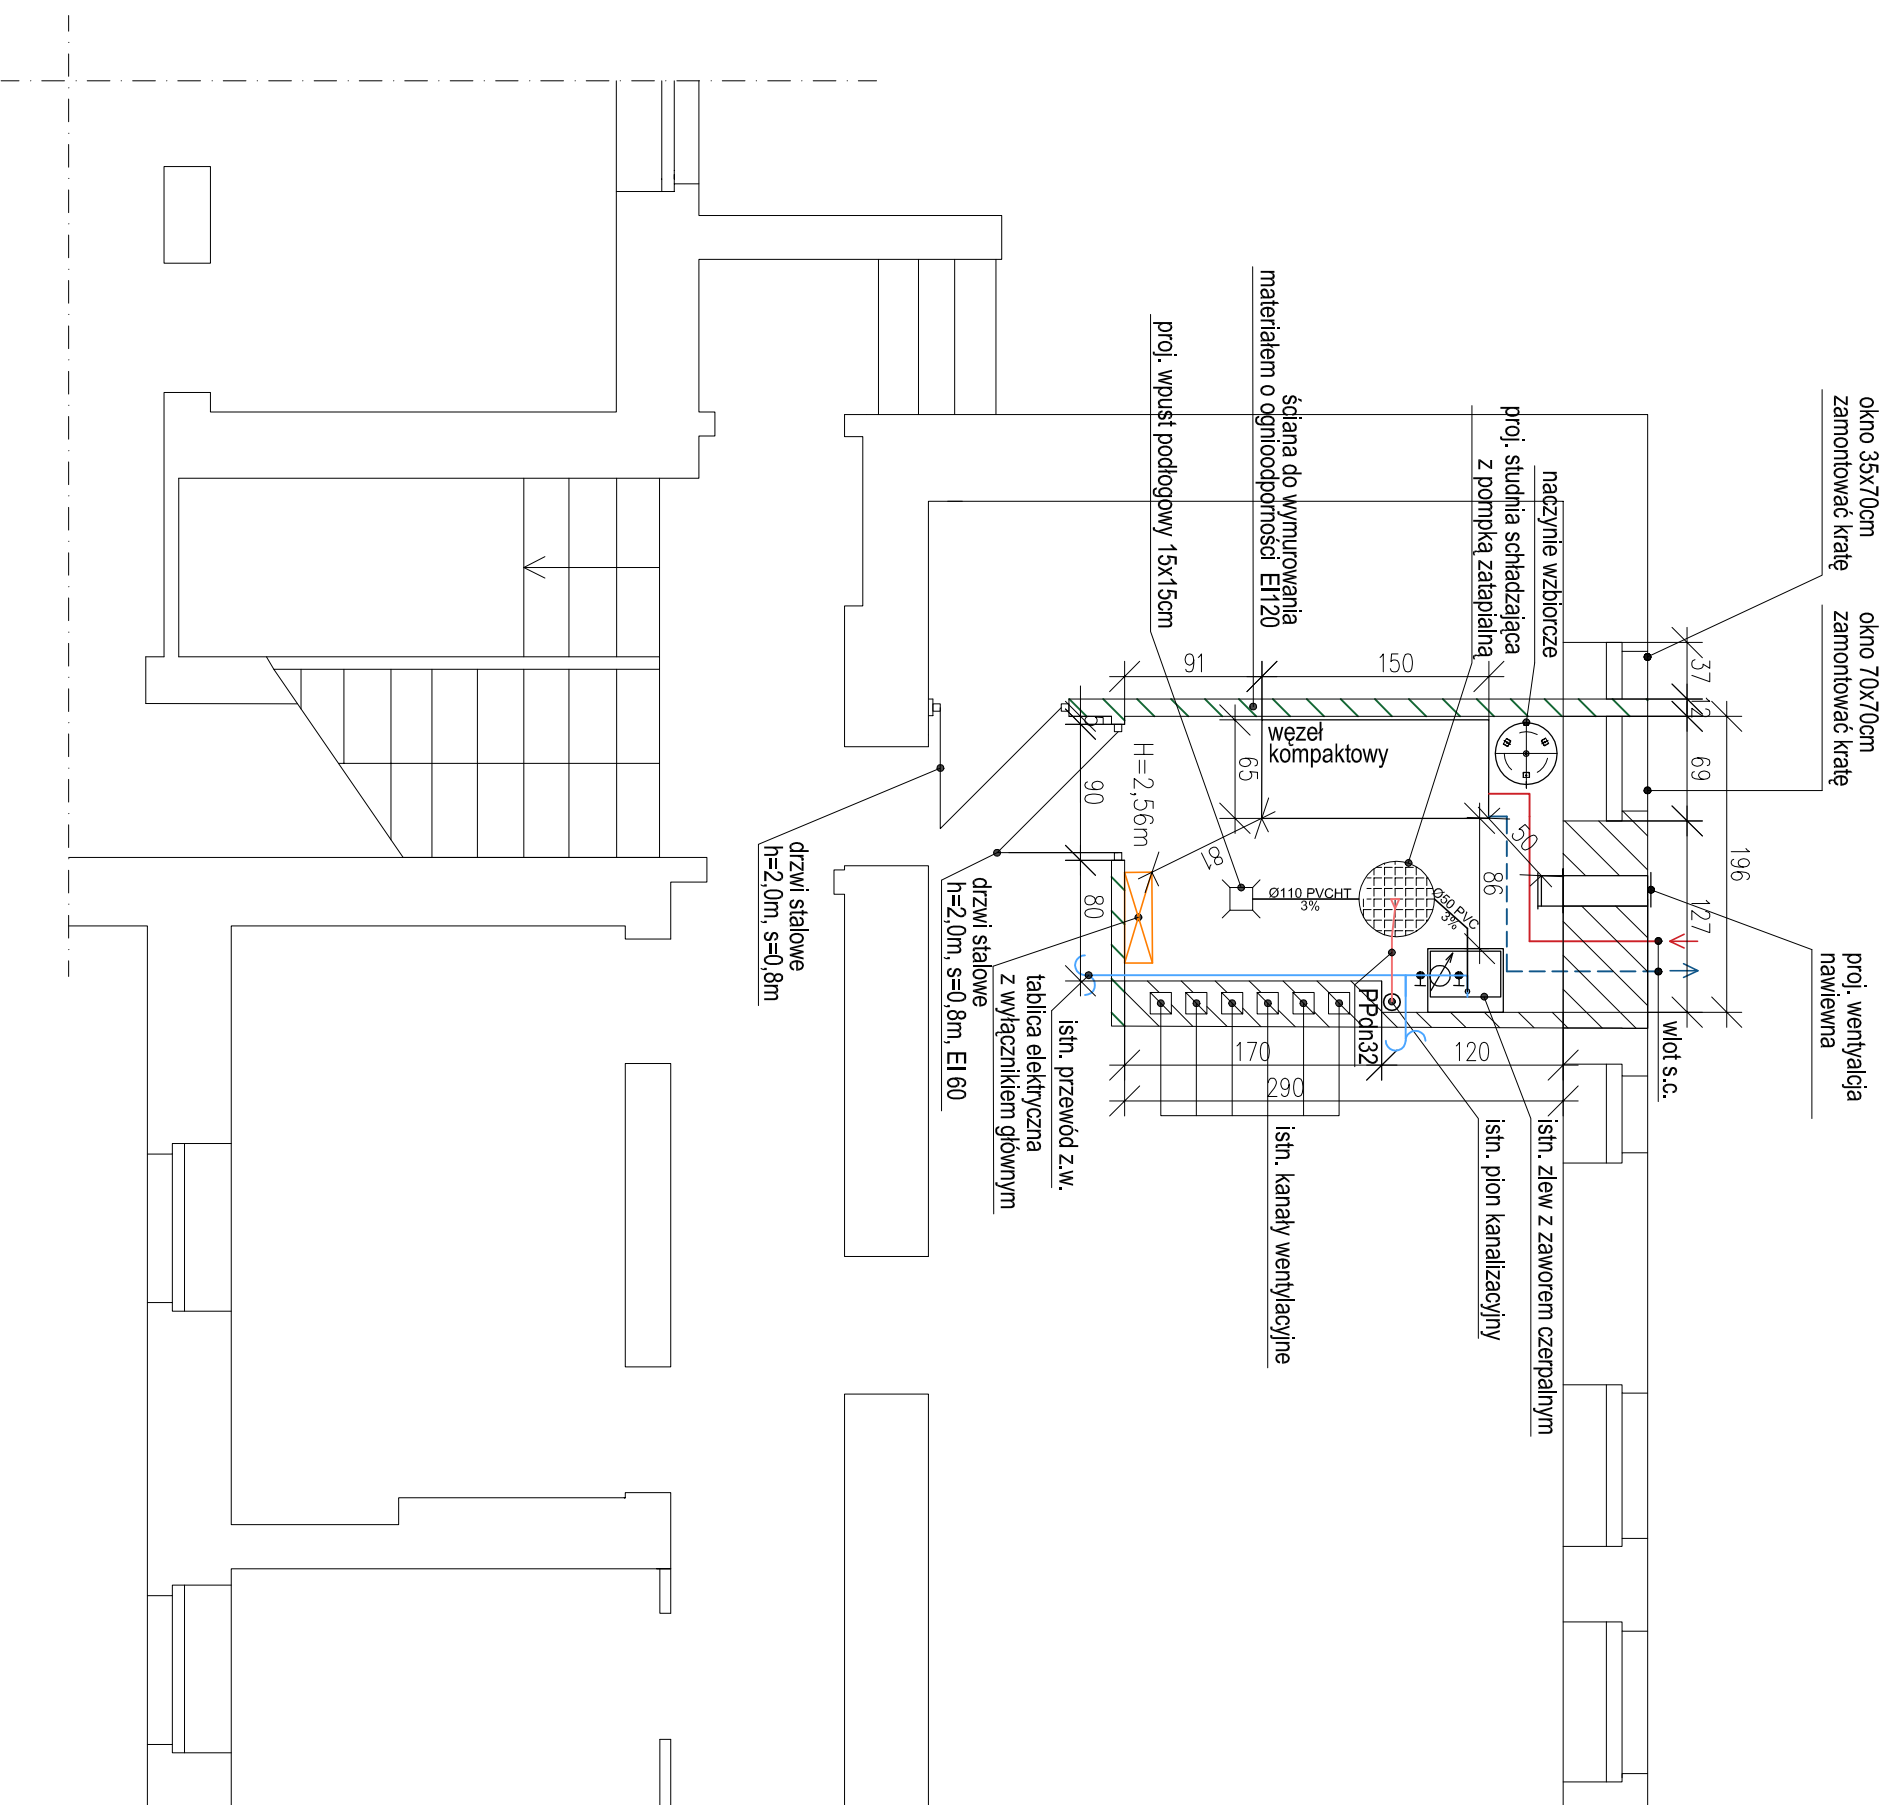 okno 35x70cm
zamontować kratę
okno 70x70cm
zamontować kratę
proj. wentyalcja
nawiewna
wlot s.c.
37
12
69
127
196
naczynie wzbiorcze
proj. studnia schładzająca
z pompką zatapialną
ściana do wymurowania
materiałem o ognioodporności EI120
proj. wpust podłogowy 15x15cm
91
150
węzeł
kompaktowy
65
H=2,56m
90
80
81
50
86
Ø110 PVCHT
3%
Ø50 PVC
3%
PPdn32
170
120
290
istn. zlew z zaworem czerpalnym
istn. pion kanalizacyjny
istn. kanały wentylacyjne
istn. przewód z.w.
tablica elektryczna
z wyłącznikiem głównym
drzwi stalowe
h=2,0m, s=0,8m, EI 60
drzwi stalowe
h=2,0m, s=0,8m